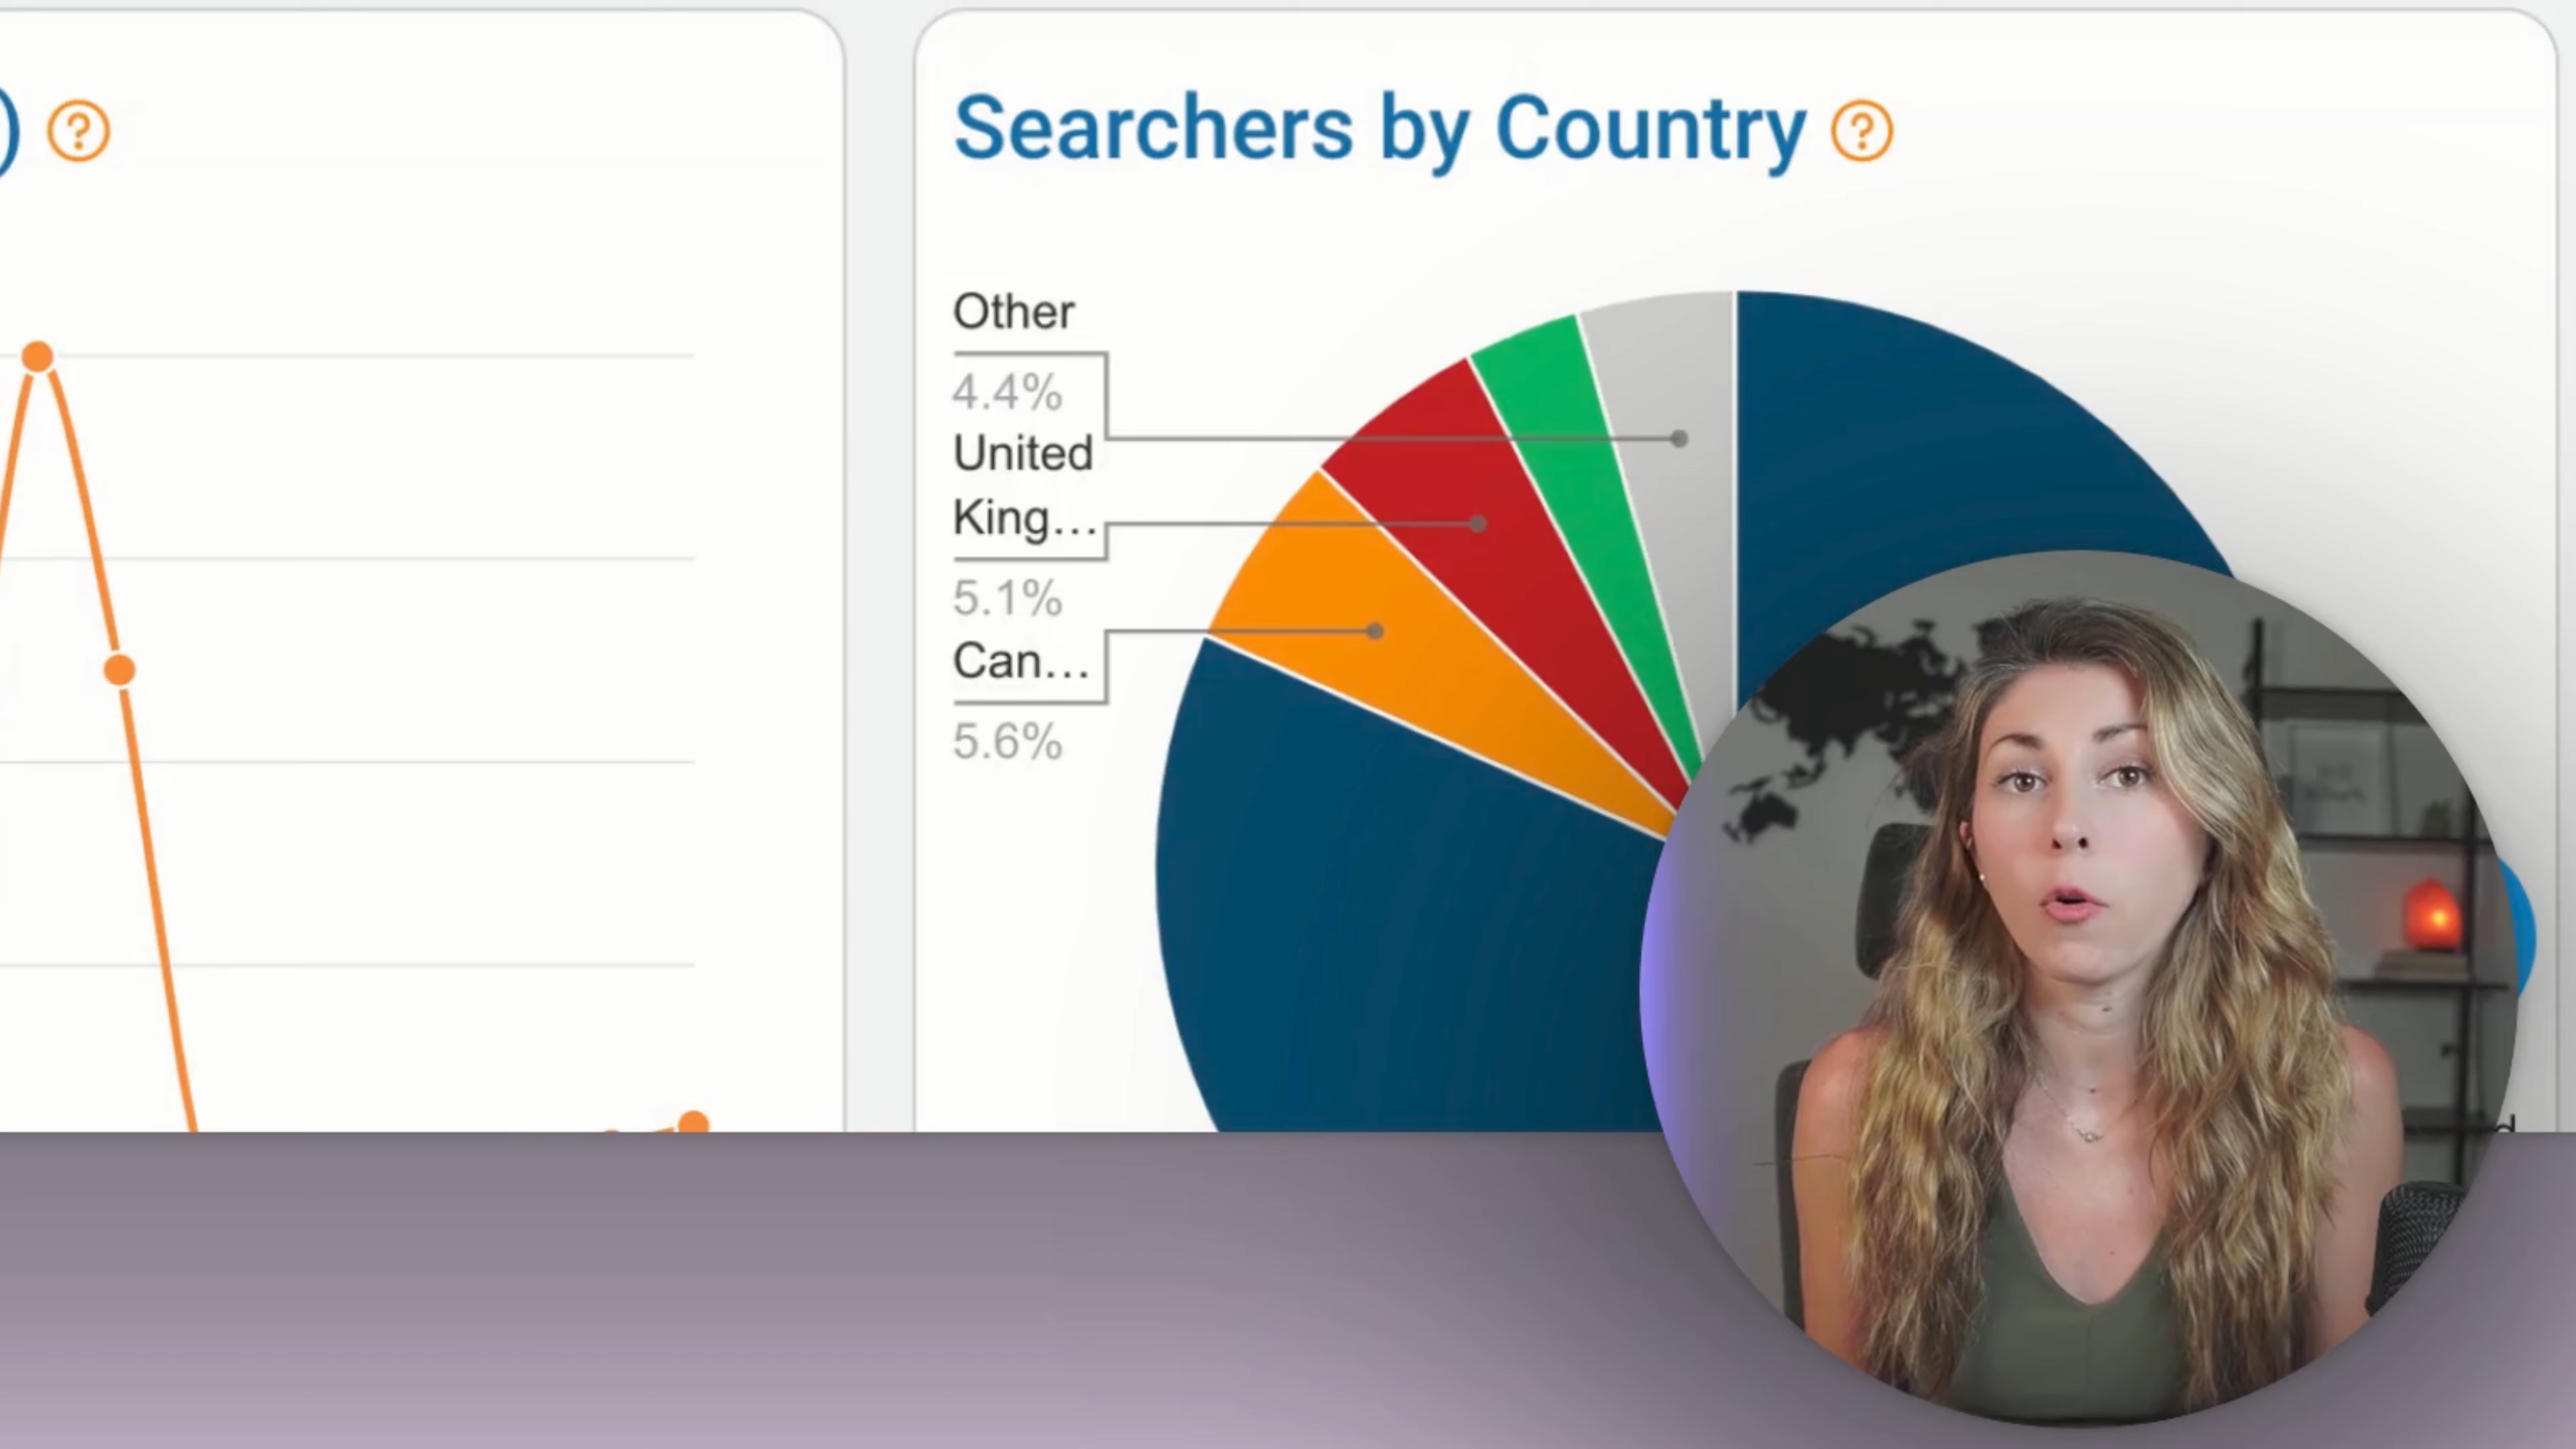 )
?
Searchers by Country ?
Other
4.4%
United
King...
5.1%
Can...
5.6%
d